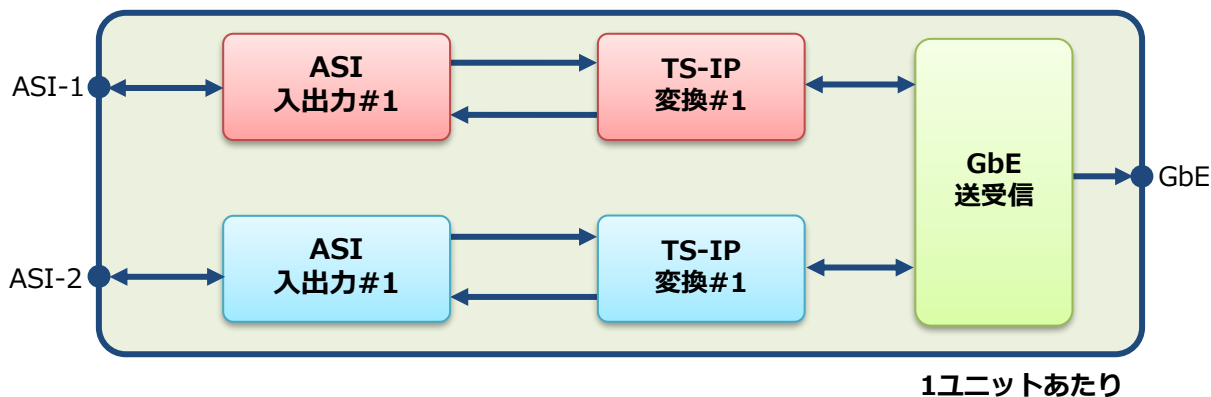 ASI-1
ASI
入出力#1
TS-IP
変換#1
GbE
送受信
GbE
ASI-2
ASI
入出力#1
TS-IP
変換#1
1ユニットあたり